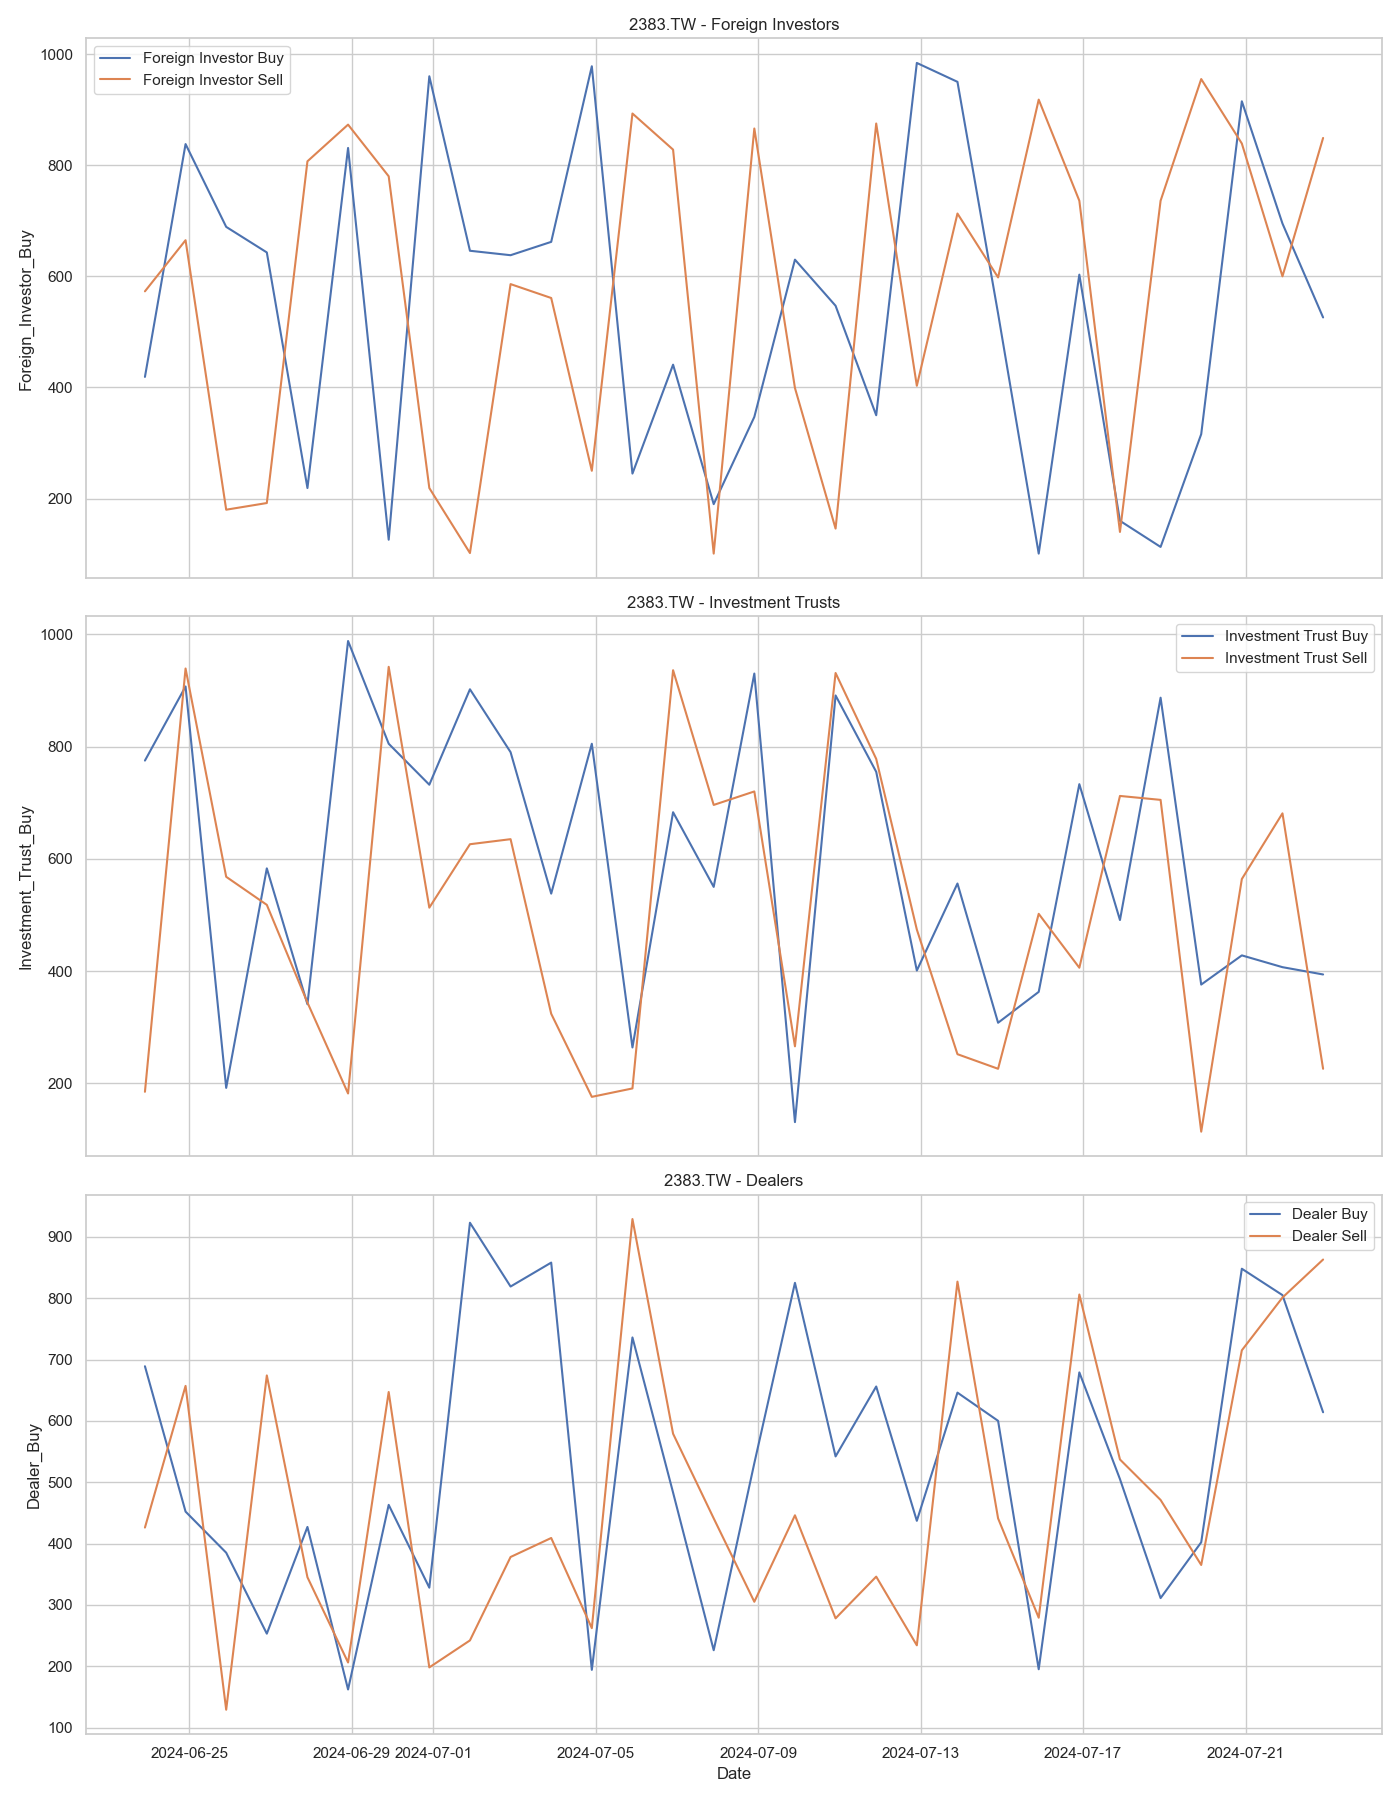 2383.TW - Foreign Investors
Foreign Investor Buy
Foreign Investor Sell
Foreign_Investor_Buy
1000
800
600
400
200
2383.TW - Investment Trusts
Investment Trust Buy
Investment Trust Sell
Investment_Trust_Buy
1000
800
600
400
200
2383.TW - Dealers
Dealer Buy
Dealer Sell
Dealer_Buy
900
800
700
600
500
400
300
200
100
2024-06-25 2024-06-29 2024-07-01 2024-07-05 2024-07-09 2024-07-13 2024-07-17 2024-07-21
Date